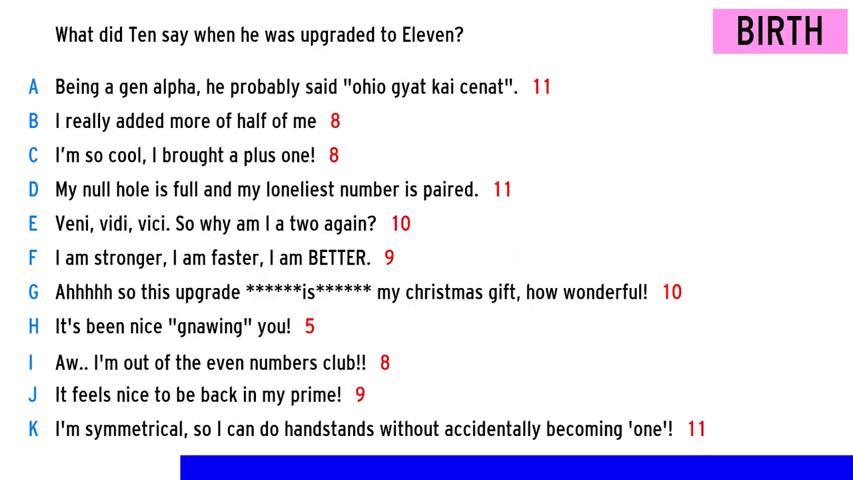 What did Ten say when he was upgraded to Eleven?
BIRTH
A Being a gen alpha, he probably said "ohio gyat kai cenat". 11
B I really added more of half of me 8
C I'm so cool, I brought a plus one! 8
D My null hole is full and my loneliest number is paired. 11
E Veni, vidi, vici. So why am I a two again? 10
F I am stronger, I am faster, I am BETTER. 9
G Ahhhhh so this upgrade ******is****** my christmas gift, how wonderful! 10
H It's been nice "gnawing" you! 5
I Aw.. I'm out of the even numbers club!! 8
J It feels nice to be back in my prime! 9
K I'm symmetrical, so I can do handstands without accidentally becoming 'one'! 11